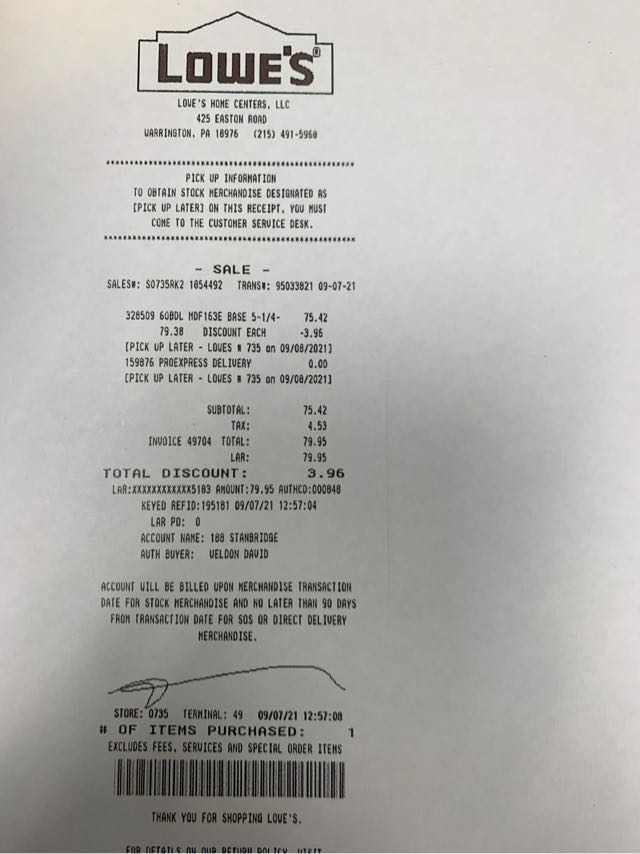 LOWE'S®
LOWE'S HOME CENTERS, LLC
425 EASTON ROAD
WARRINGTON, PA 18976 (215) 491-5968
PICK UP INFORMATION
TO OBTAIN STOCK MERCHANDISE DESIGNATED AS
[PICK UP LATER] ON THIS RECEIPT, YOU MUST
COME TO THE CUSTOMER SERVICE DESK.
- SALE -
SALES#: S0735RK2 1854492 TRANS#: 95033821 09-07-21
328509 60BDL MDF163E BASE 5-1/4- 75.42
79.38 DISCOUNT EACH -3.96
[PICK UP LATER - LOWES # 735 on 09/08/2021]
159876 PROEXPRESS DELIVERY 0.00
[PICK UP LATER - LOWES # 735 on 09/08/2021]
SUBTOTAL: 75.42
TAX: 4.53
INVOICE 49704 TOTAL: 79.95
LAR: 79.95
TOTAL DISCOUNT: 3.96
LAR:XXXXXXXXXXXX5183 AMOUNT:79.95 AUTHCD:000848
KEYED REFID:195181 09/07/21 12:57:04
LAR PO: 0
ACCOUNT NAME: 188 STANBRIDGE
AUTH BUYER: WELDON DAVID
ACCOUNT WILL BE BILLED UPON MERCHANDISE TRANSACTION
DATE FOR STOCK MERCHANDISE AND NO LATER THAN 90 DAYS
FROM TRANSACTION DATE FOR SOS OR DIRECT DELIVERY
MERCHANDISE.
STORE: 0735 TERMINAL: 49 09/07/21 12:57:08
# OF ITEMS PURCHASED: 1
EXCLUDES FEES, SERVICES AND SPECIAL ORDER ITEMS
THANK YOU FOR SHOPPING LOWE'S.
FOR DETAILS ON OUR RETURN POLICY, VISIT